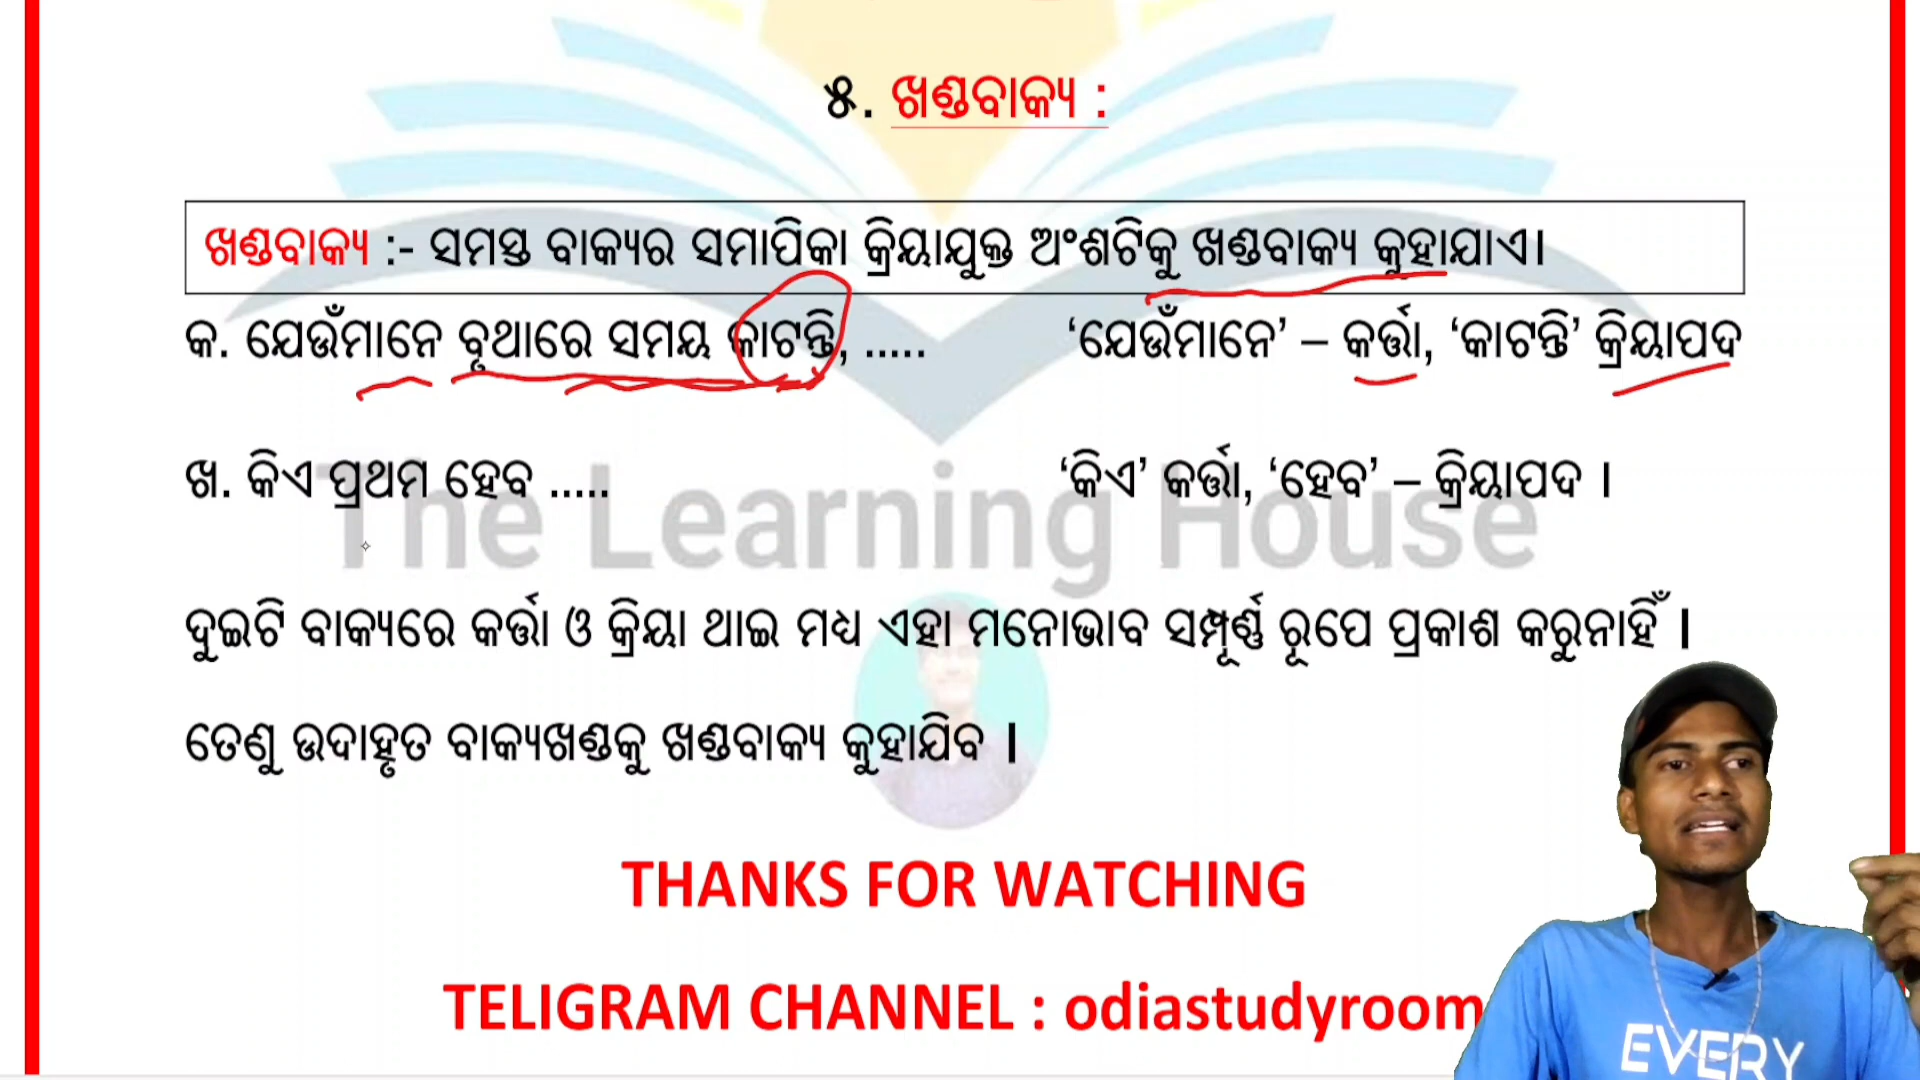 ୫. ଖଣ୍ଡବାକ୍ୟ :
ଖଣ୍ଡବାକ୍ୟ :- ସମସ୍ତ ବାକ୍ୟର ସମାପିକା କ୍ରିୟାଯୁକ୍ତ ଅଂଶଟିକୁ ଖଣ୍ଡବାକ୍ୟ କୁହାଯାଏ।
କ. ଯେଉଁମାନେ ବୃଥାରେ ସମୟ କାଟନ୍ତି, ..... ‘ଯେଉଁମାନେ’ – କର୍ତ୍ତା, ‘କାଟନ୍ତି’ କ୍ରିୟାପଦ
ଖ. କିଏ ପ୍ରଥମ ହେବ ..... ‘କିଏ’ କର୍ତ୍ତା, ‘ହେବ’ – କ୍ରିୟାପଦ ।
The Learning House
ଦୁଇଟି ବାକ୍ୟରେ କର୍ତ୍ତା ଓ କ୍ରିୟା ଥାଇ ମଧ୍ୟ ଏହା ମନୋଭାବ ସମ୍ପୂର୍ଣ୍ଣ ରୂପେ ପ୍ରକାଶ କରୁନାହିଁ ।
ତେଣୁ ଉଦାହୃତ ବାକ୍ୟଖଣ୍ଡକୁ ଖଣ୍ଡବାକ୍ୟ କୁହାଯିବ ।
THANKS FOR WATCHING
TELIGRAM CHANNEL : odiastudyroom
EVERY